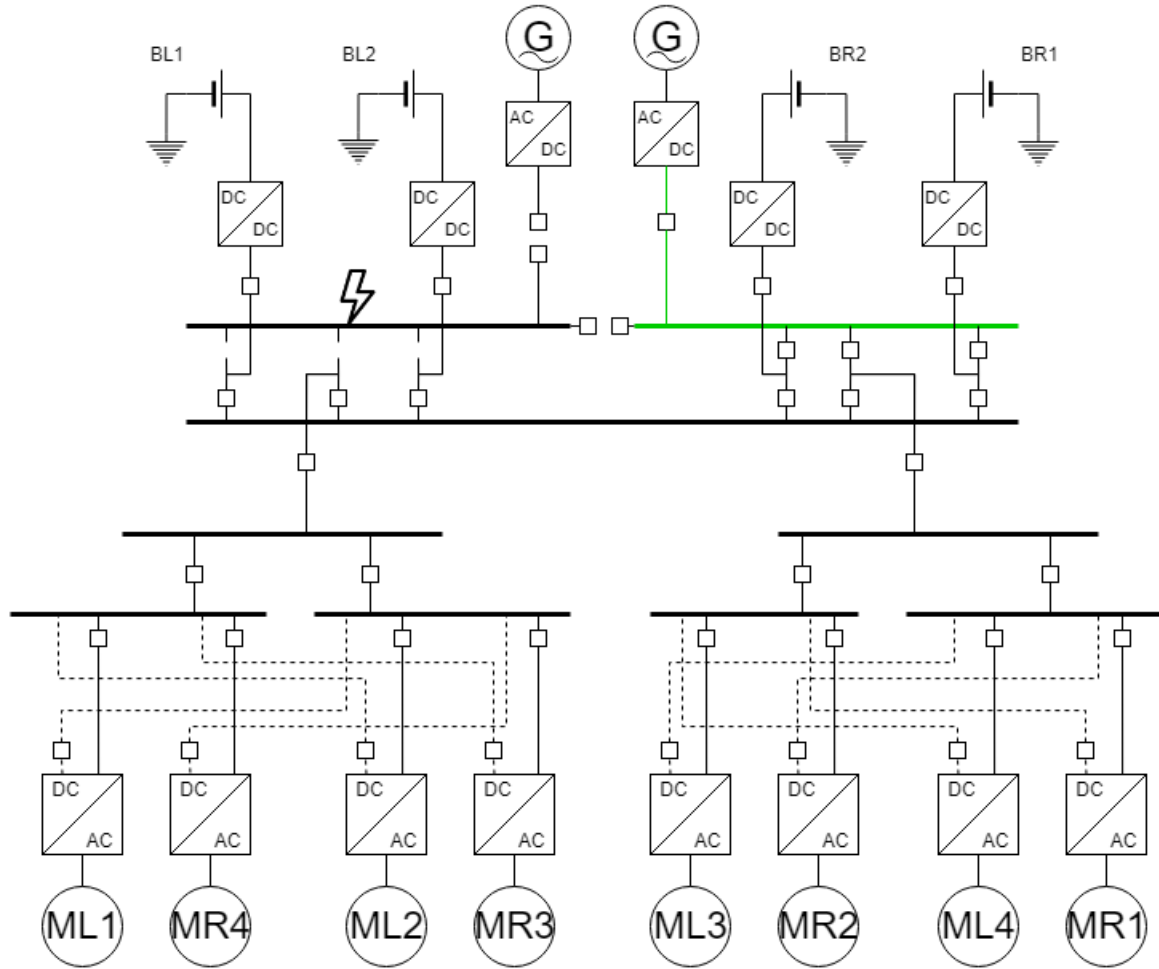 G G
BL1 BL2 BR2 BR1
AC AC
DC DC
DC DC DC DC
DC DC DC DC
DC DC DC DC DC DC DC DC
AC AC AC AC AC AC AC AC
ML1 MR4 ML2 MR3 ML3 MR2 ML4 MR1